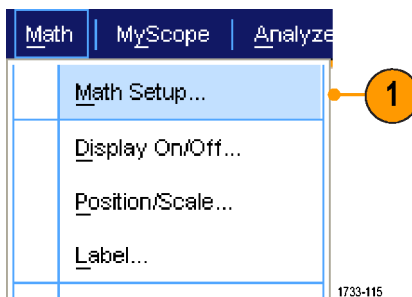 Math | MyScope | Analyze
Math Setup...
1
Display On/Off...
Position/Scale...
Label...
1733-115